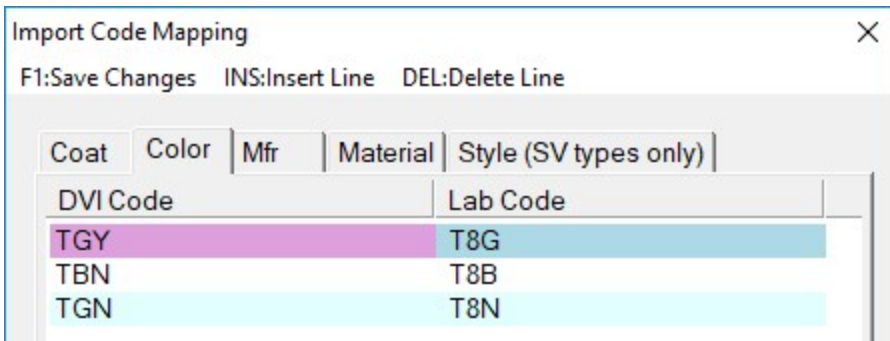 Import Code Mapping
F1:Save Changes INS:Insert Line DEL:Delete Line
Coat Color Mfr Material Style (SV types only)
DVI Code Lab Code
TGY T8G
TBN T8B
TGN T8N